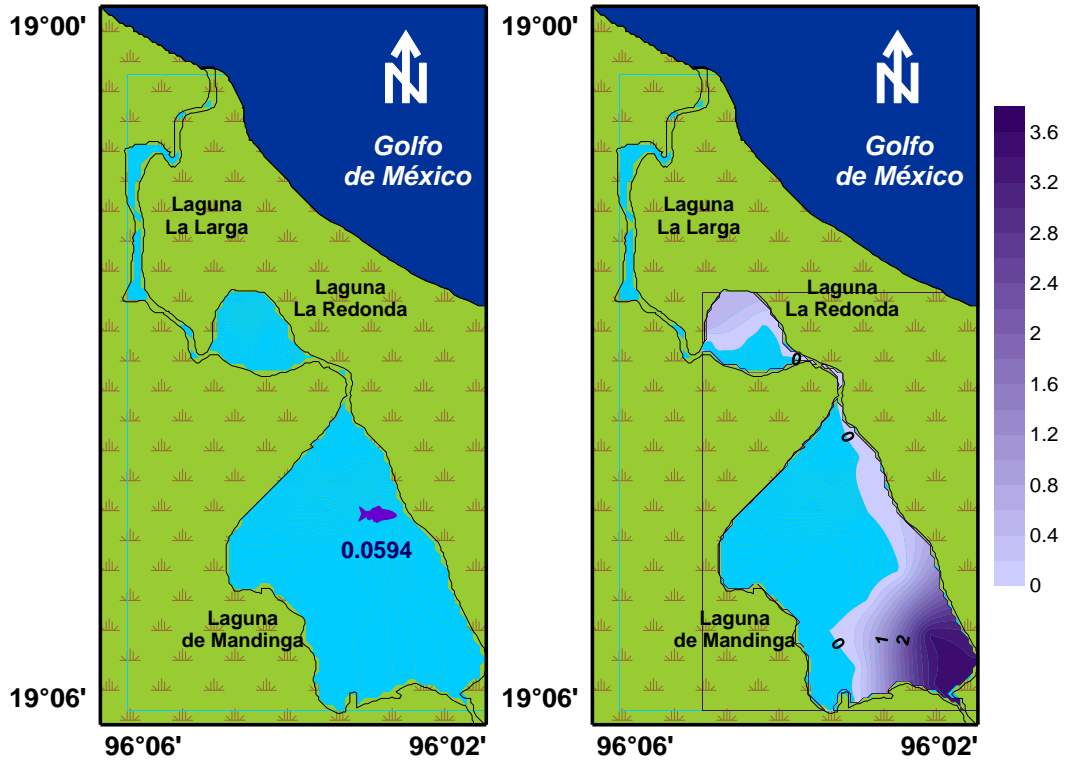 19°00'
N
Golfo
de México
Laguna
La Larga
Laguna
La Redonda
0.0594
Laguna
de Mandinga
19°06'
96°06'
96°02'
19°00'
N
Golfo
de México
Laguna
La Larga
Laguna
La Redonda
0
0
Laguna
de Mandinga
0
1
2
19°06'
96°06'
96°02'
3.6
3.2
2.8
2.4
2
1.6
1.2
0.8
0.4
0